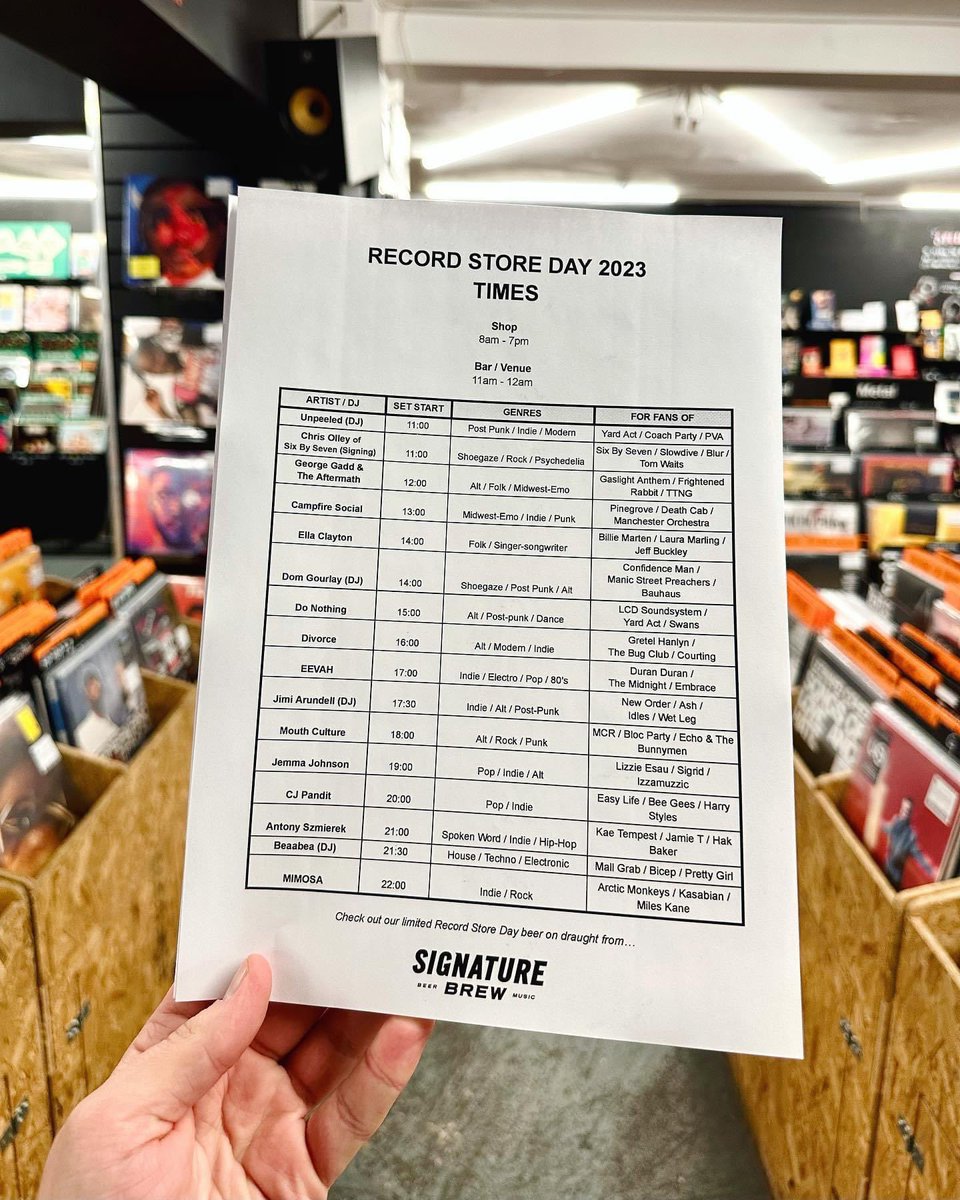 RECORD STORE DAY 2023
TIMES
Shop
8am - 7pm
Bar / Venue
11am - 12am
ARTIST / DJ SET START GENRES FOR FANS OF
Unpeeled (DJ) 11:00 Post Punk / Indie / Modern Yard Act / Coach Party / PVA
Chris Olley of
Six By Seven (Signing) 11:00 Shoegaze / Rock / Psychedelia Six By Seven / Slowdive / Blur /
Tom Waits
George Gadd &
The Aftermath 12:00 Alt / Folk / Midwest-Emo Gaslight Anthem / Frightened
Rabbit / TTNG
Campfire Social 13:00 Midwest-Emo / Indie / Punk Pinegrove / Death Cab /
Manchester Orchestra
Ella Clayton 14:00 Folk / Singer-songwriter Billie Marten / Laura Marling /
Jeff Buckley
Dom Gourlay (DJ) 14:00 Shoegaze / Post Punk / Alt Confidence Man /
Manic Street Preachers /
Bauhaus
Do Nothing 15:00 Alt / Post-punk / Dance LCD Soundsystem /
Yard Act / Swans
Divorce 16:00 Alt / Modern / Indie Gretel Hanlyn /
The Bug Club / Courting
EEVAH 17:00 Indie / Electro / Pop / 80's Duran Duran /
The Midnight / Embrace
Jimi Arundell (DJ) 17:30 Indie / Alt / Post-Punk New Order / Ash /
Idles / Wet Leg
Mouth Culture 18:00 Alt / Rock / Punk MCR / Bloc Party / Echo & The
Bunnymen
Jemma Johnson 19:00 Pop / Indie / Alt Lizzie Esau / Sigrid /
Izzamuzzic
CJ Pandit 20:00 Pop / Indie Easy Life / Bee Gees / Harry
Styles
Antony Szmierek 21:00 Spoken Word / Indie / Hip-Hop Kae Tempest / Jamie T / Hak
Baker
Beaabea (DJ) 21:30 House / Techno / Electronic Mall Grab / Bicep / Pretty Girl
MIMOSA 22:00 Indie / Rock Arctic Monkeys / Kasabian /
Miles Kane
Check out our limited Record Store Day beer on draught from...
SIGNATURE
BEER BREW MUSIC
Metal